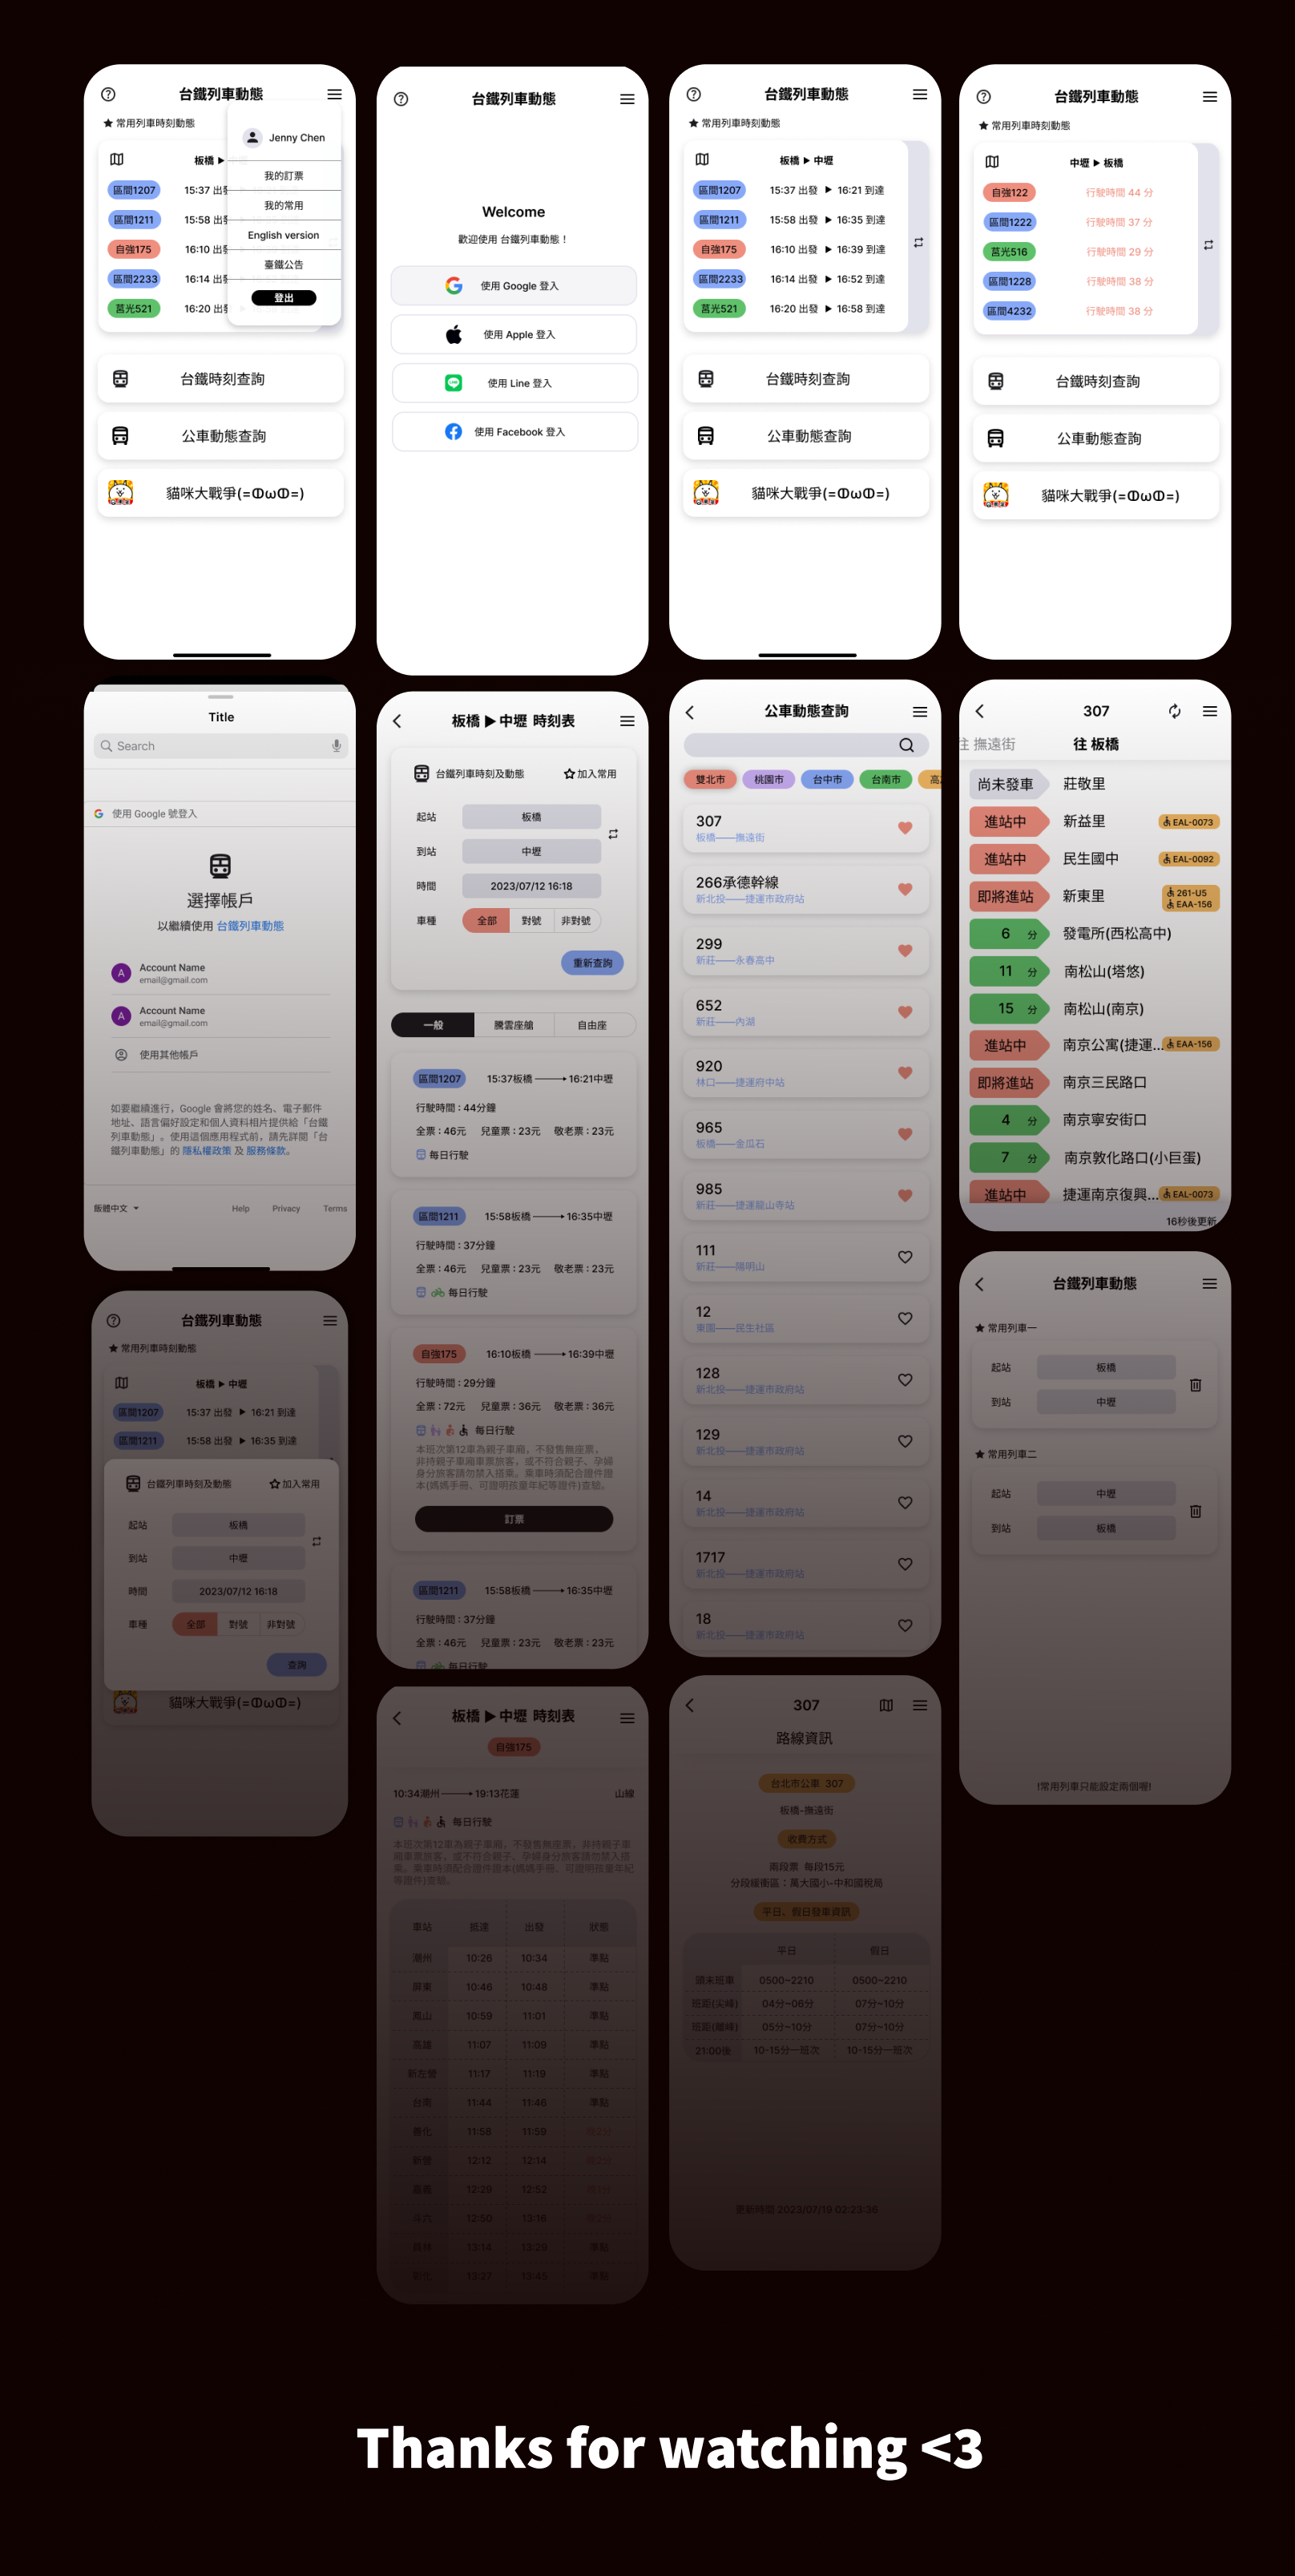 台鐵列車動態
★ 常用列車時刻動態
Jenny Chen
我的訂票
我的常用
English version
臺鐵公告
登出
板橋 ▶
區間1207 15:37 出發
區間1211 15:58 出發
自強175 16:10 出發
區間2233 16:14 出發
莒光521 16:20 出發
台鐵時刻查詢
公車動態查詢
貓咪大戰爭(=ↀωↀ=)
台鐵列車動態
Welcome
歡迎使用 台鐵列車動態！
使用 Google 登入
使用 Apple 登入
使用 Line 登入
使用 Facebook 登入
台鐵列車動態
★ 常用列車時刻動態
板橋 ▶ 中壢
區間1207 15:37 出發 ▶ 16:21 到達
區間1211 15:58 出發 ▶ 16:35 到達
自強175 16:10 出發 ▶ 16:39 到達
區間2233 16:14 出發 ▶ 16:52 到達
莒光521 16:20 出發 ▶ 16:58 到達
台鐵時刻查詢
公車動態查詢
貓咪大戰爭(=ↀωↀ=)
台鐵列車動態
★ 常用列車時刻動態
中壢 ▶ 板橋
自強122 行駛時間 44 分
區間1222 行駛時間 37 分
莒光516 行駛時間 29 分
區間1228 行駛時間 38 分
區間4232 行駛時間 38 分
台鐵時刻查詢
公車動態查詢
貓咪大戰爭(=ↀωↀ=)
Title
Search
使用 Google 號登入
選擇帳戶
以繼續使用 台鐵列車動態
A Account Name
email@gmail.com
A Account Name
email@gmail.com
使用其他帳戶
如要繼續進行，Google 會將您的姓名、電子郵件
地址、語言偏好設定和個人資料相片提供給「台鐵
列車動態」。使用這個應用程式前，請先詳閱「台
鐵列車動態」的 隱私權政策 及 服務條款。
Help Privacy Terms
板橋 ▶ 中壢 時刻表
台鐵列車時刻及動態 加入常用
起站 板橋
到站 中壢
時間 2023/07/12 16:18
車種 全部 對號 非對號
重新查詢
一般 騰雲座艙 自由座
區間1207 15:37板橋 → 16:21中壢
行駛時間 : 44分鐘
全票 : 46元 兒童票 : 23元 敬老票 : 23元
每日行駛
區間1211 15:58板橋 → 16:35中壢
行駛時間 : 37分鐘
全票 : 46元 兒童票 : 23元 敬老票 : 23元
每日行駛
自強175 16:10板橋 → 16:39中壢
行駛時間 : 29分鐘
全票 : 72元 兒童票 : 36元 敬老票 : 36元
每日行駛
本班次第12車為親子車廂，不發售無座票，
非持親子車廂車票旅客，或不符合親子、孕婦
身分旅客請勿禁入搭乘。乘車時須配合證件證
本(媽媽手冊、可證明孩童年紀等證件)查驗。
訂票
區間1211 15:58板橋 → 16:35中壢
行駛時間 : 37分鐘
全票 : 46元 兒童票 : 23元 敬老票 : 23元
每日行駛
公車動態查詢
雙北市 桃園市 台中市 台南市 高
307
板橋——撫遠街
266承德幹線
新北投——捷運市政府站
299
新莊——永春高中
652
新莊——內湖
920
林口——捷運府中站
965
板橋——金瓜石
985
新莊——捷運龍山寺站
111
新莊——陽明山
12
東園——民生社區
128
新北投——捷運市政府站
129
新北投——捷運市政府站
14
新北投——捷運市政府站
1717
新北投——捷運市政府站
18
新北投——捷運市政府站
307
往 撫遠街 往 板橋
尚未發車 莊敬里
進站中 新益里 EAL-0073
進站中 民生國中 EAL-0092
即將進站 新東里 261-U5
EAA-156
6 分 發電所(西松高中)
11 分 南松山(塔悠)
15 分 南松山(南京)
進站中 南京公寓(捷運... EAA-156
即將進站 南京三民路口
4 分 南京寧安街口
7 分 南京敦化路口(小巨蛋)
進站中 捷運南京復興... EAL-0073
16秒後更新
台鐵列車動態
★ 常用列車時刻動態
板橋 ▶ 中壢
區間1207 15:37 出發 ▶ 16:21 到達
區間1211 15:58 出發 ▶ 16:35 到達
台鐵列車時刻及動態 加入常用
起站 板橋
到站 中壢
時間 2023/07/12 16:18
車種 全部 對號 非對號
查詢
貓咪大戰爭(=ↀωↀ=)
台鐵列車動態
★ 常用列車一
起站 板橋
到站 中壢
★ 常用列車二
起站 中壢
到站 板橋
!常用列車只能設定兩個喔!
板橋 ▶ 中壢 時刻表
自強175
10:34潮州 → 19:13花蓮 山線
每日行駛
本班次第12車為親子車廂，不發售無座票，非持親子車
廂車票旅客，或不符合親子、孕婦身分旅客請勿禁入搭
乘。乘車時須配合證件證本(媽媽手冊、可證明孩童年紀
等證件)查驗。
車站 抵達 出發 狀態
潮州 10:26 10:34 準點
屏東 10:46 10:48 準點
鳳山 10:59 11:01 準點
高雄 11:07 11:09 準點
新左營 11:17 11:19 準點
台南 11:44 11:46 準點
善化 11:58 11:59
新營 12:12 12:14
嘉義 12:29 12:52
斗六 12:50 13:16
員林 13:14 13:29 準點
彰化 13:27 13:45 準點
307
路線資訊
台北市公車 307
板橋-撫遠街
收費方式
兩段票 每段15元
分段緩衝區：萬大國小-中和國稅局
平日、假日發車資訊
平日 假日
頭末班車 0500~2210 0500~2210
班距(尖峰) 04分~08分 07分~10分
班距(離峰) 05分~10分 07分~10分
21:00後 10-15分一班次 10-15分一班次
更新時間 2023/07/19 02:23:36
Thanks for watching <3